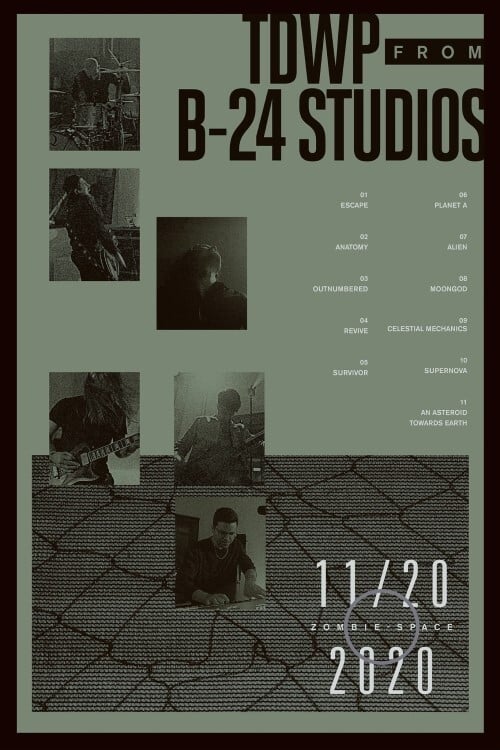 TDWP FROM
B-24 STUDIOS
01
ESCAPE
02
ANATOMY
03
OUTNUMBERED
04
REVIVE
05
SURVIVOR
06
PLANET A
07
ALIEN
08
MOONGOD
09
CELESTIAL MECHANICS
10
SUPERNOVA
11
AN ASTEROID
TOWARDS EARTH
11/20
ZOMBIE-SPACE
2020